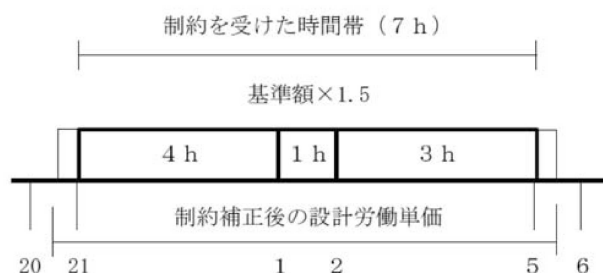 制約を受けた時間帯（7ｈ）
基準額×1.5
4ｈ 1ｈ 3ｈ
制約補正後の設計労働単価
20 21 1 2 5 6